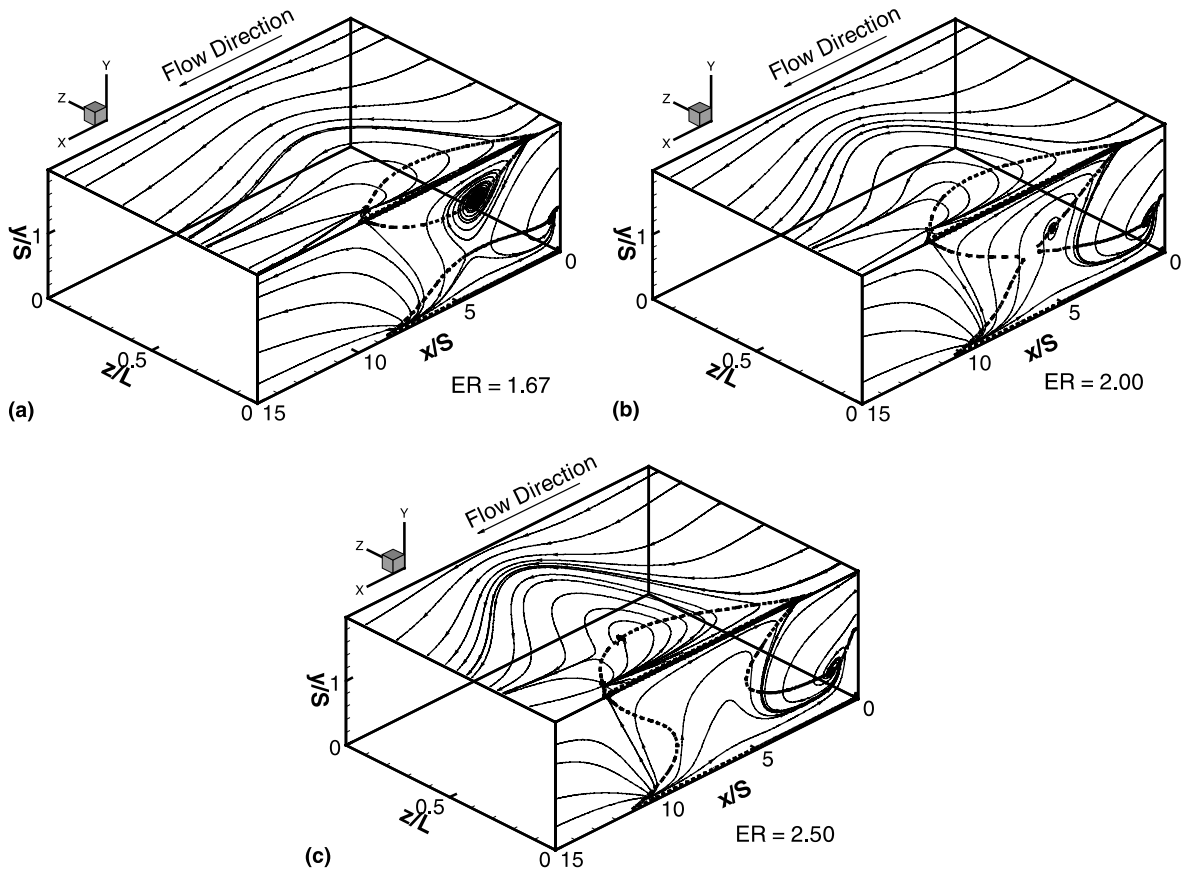 Flow Direction
Y
Z
X
y/S
1
0
0.5
z/L
0 15
10
x/S
5
0
ER = 1.67
(a)
Flow Direction
Y
Z
X
y/S
1
0
0.5
z/L
0 15
10
x/S
5
0
ER = 2.00
(b)
Flow Direction
Y
Z
X
y/S
1
0
0.5
z/L
0 15
10
x/S
5
0
ER = 2.50
(c)